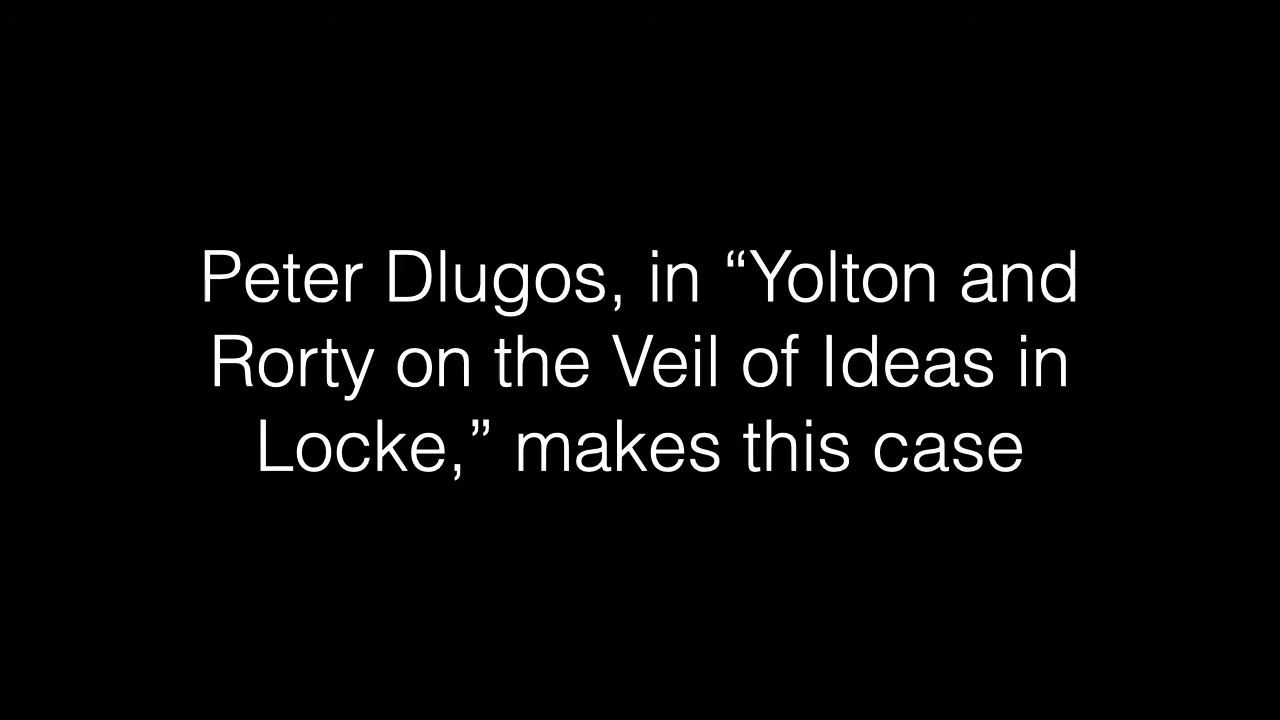 Peter Dlugos, in “Yolton and
Rorty on the Veil of Ideas in
Locke,” makes this case